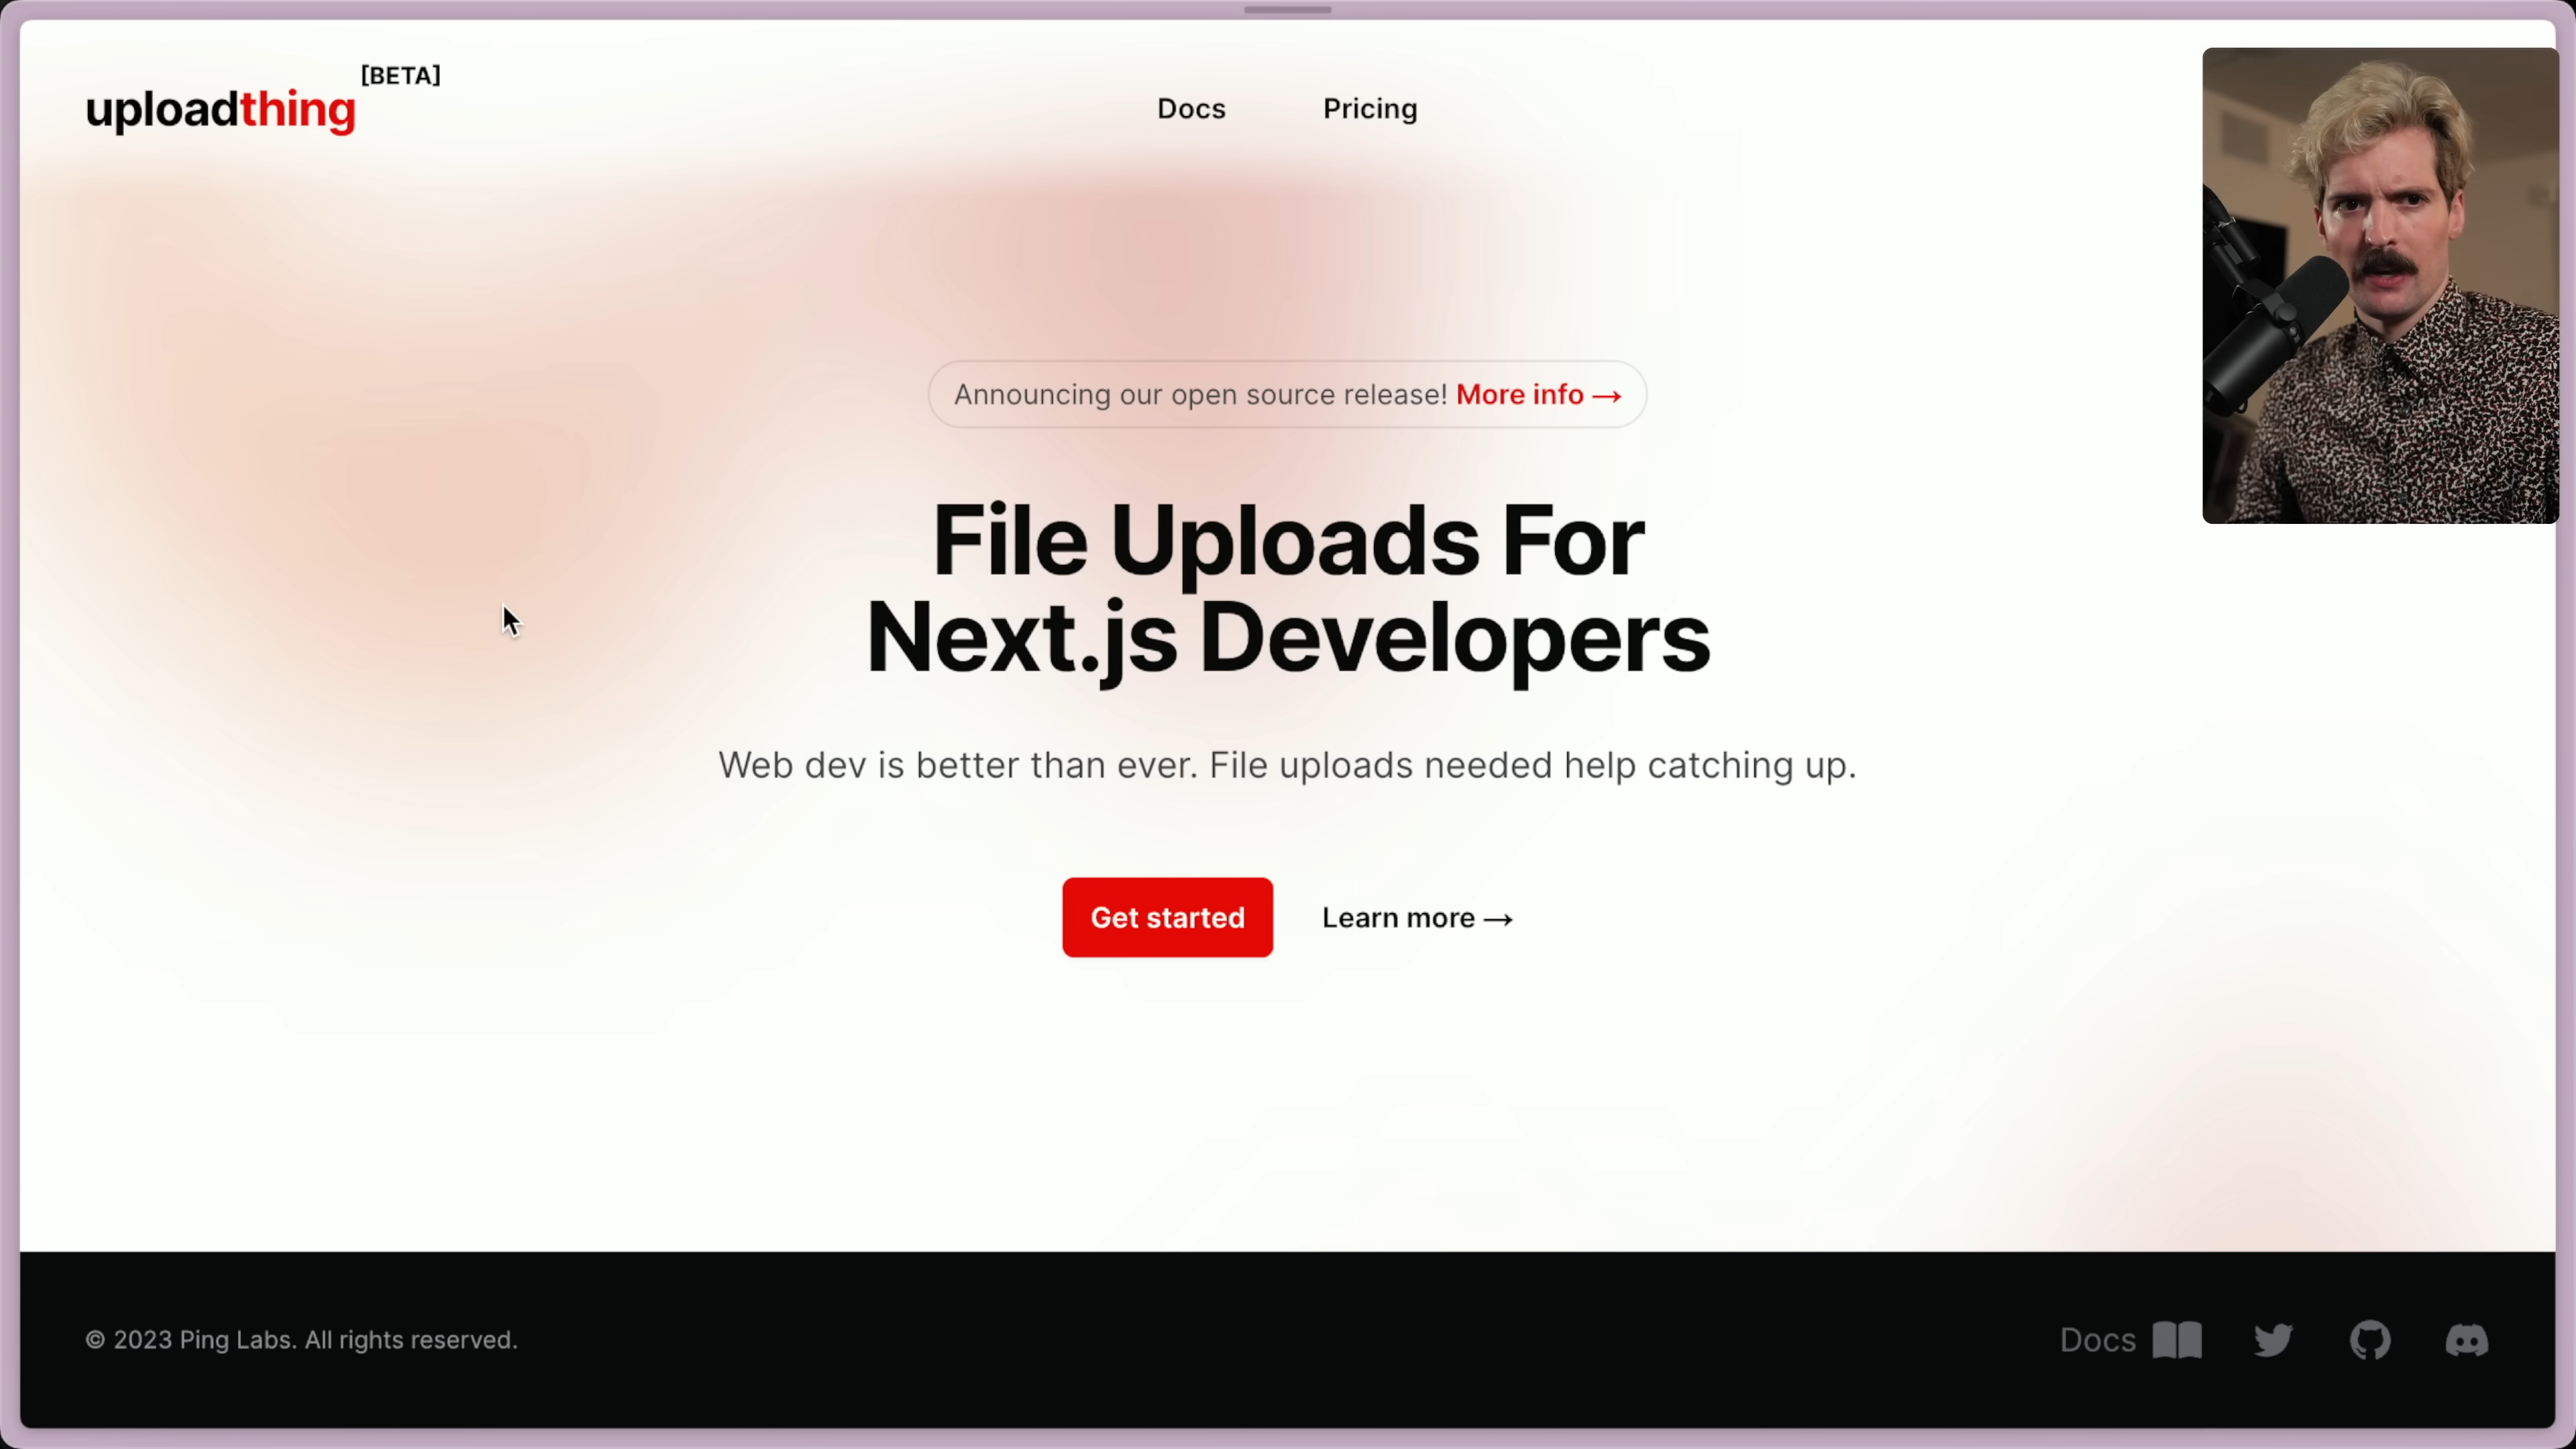 uploadthing [BETA]
Docs
Pricing
Announcing our open source release! More info →
File Uploads For
Next.js Developers
Web dev is better than ever. File uploads needed help catching up.
Get started
Learn more →
© 2023 Ping Labs. All rights reserved.
Docs